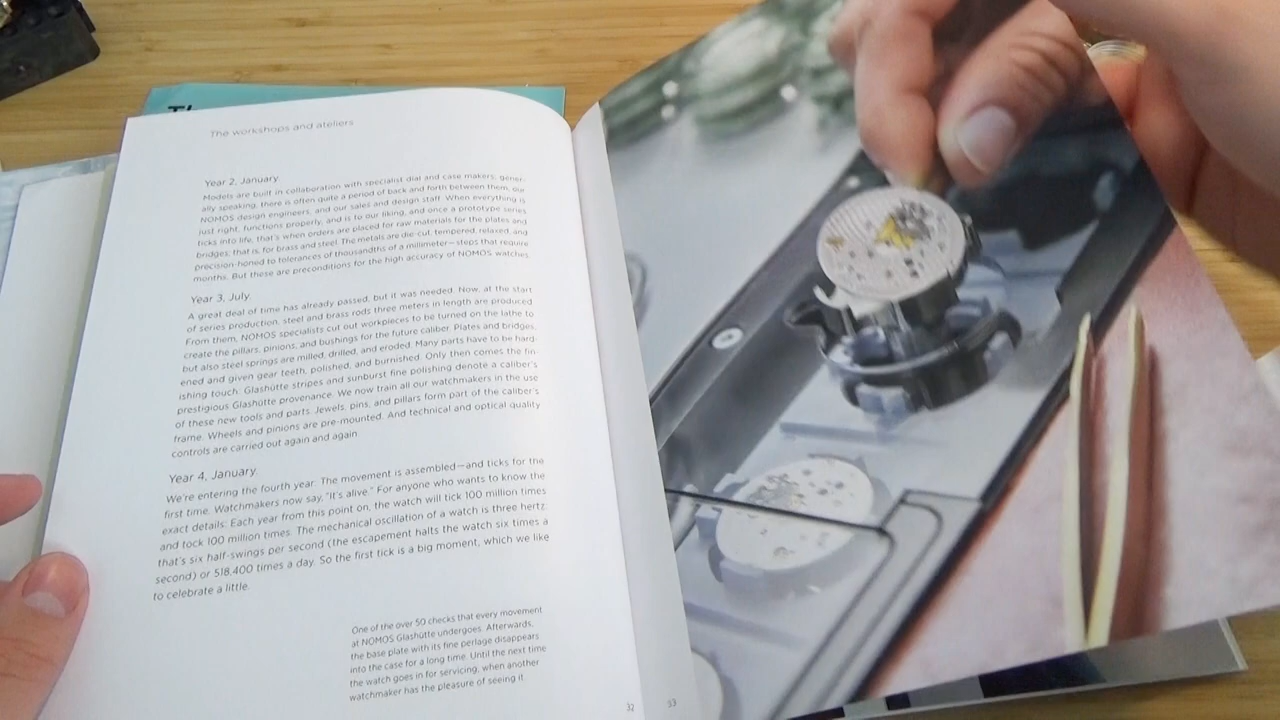 The workshops and ateliers
Year 2, January.
Models are built in collaboration with specialist dial and case makers; gener-
ally speaking, there is often quite a period of back and forth between them, our
NOMOS design engineers, and our sales and design staff. When everything is
just right, functions properly, and is to our liking, and once a prototype series
ticks into life, that's when orders are placed for raw materials for the plates and
bridges; that is, for brass and steel. The metals are die-cut, tempered, relaxed, and
precision-honed to tolerances of thousandths of a millimeter—steps that require
months. But these are preconditions for the high accuracy of NOMOS watches.
Year 3, July.
A great deal of time has already passed, but it was needed. Now, at the start
of series production, steel and brass rods three meters in length are produced.
From them, NOMOS specialists cut out workpieces to be turned on the lathe to
create the pillars, pinions, and bushings for the future caliber. Plates and bridges,
but also steel springs are milled, drilled, and eroded. Many parts have to be hard-
ened and given gear teeth, polished, and burnished. Only then comes the fin-
ishing touch. Glashütte stripes and sunburst fine polishing denote a caliber's
prestigious Glashütte provenance. We now train all our watchmakers in the use
of these new tools and parts. Jewels, pins, and pillars form part of the caliber's
frame. Wheels and pinions are pre-mounted. And technical and optical quality
controls are carried out again and again.
Year 4, January.
We're entering the fourth year. The movement is assembled—and ticks for the
first time. Watchmakers now say, "it's alive." For anyone who wants to know the
exact details: Each year from this point on, the watch will tick 100 million times
and tock 100 million times. The mechanical oscillation of a watch is three hertz;
that's six half-swings per second (the escapement halts the watch six times a
second) or 518,400 times a day. So the first tick is a big moment, which we like
to celebrate a little.
One of the over 50 checks that every movement
at NOMOS Glashütte undergoes. Afterwards,
the base plate with its fine perlage disappears
into the case for a long time. Until the next time
the watch goes in for servicing, when another
watchmaker has the pleasure of seeing it.
32
53